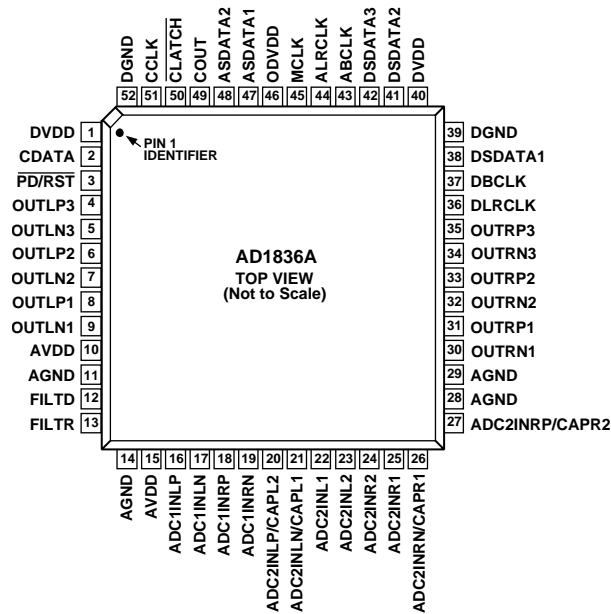 DGND
CCLK
CLATCH
COUT
ASDATA2
ASDATA1
ODVDD
MCLK
ALRCLK
ABCLK
DSDATA3
DSDATA2
DVDD
52 51 50 49 48 47 46 45 44 43 42 41 40
DVDD 1
CDATA 2
PD/RST 3
OUTLP3 4
OUTLN3 5
OUTLP2 6
OUTLN2 7
OUTLP1 8
OUTLN1 9
AVDD 10
AGND 11
FILTD 12
FILTR 13
PIN 1
IDENTIFIER
AD1836A
TOP VIEW
(Not to Scale)
39 DGND
38 DSDATA1
37 DBCLK
36 DLRCLK
35 OUTRP3
34 OUTRN3
33 OUTRP2
32 OUTRN2
31 OUTRP1
30 OUTRN1
29 AGND
28 AGND
27 ADC2INRP/CAPR2
14 15 16 17 18 19 20 21 22 23 24 25 26
AGND
AVDD
ADC1INLP
ADC1INLN
ADC1INRP
ADC1INRN
ADC2INLP/CAPL2
ADC2INLN/CAPL1
ADC2INL1
ADC2INL2
ADC2INR2
ADC2INR1
ADC2INRN/CAPR1